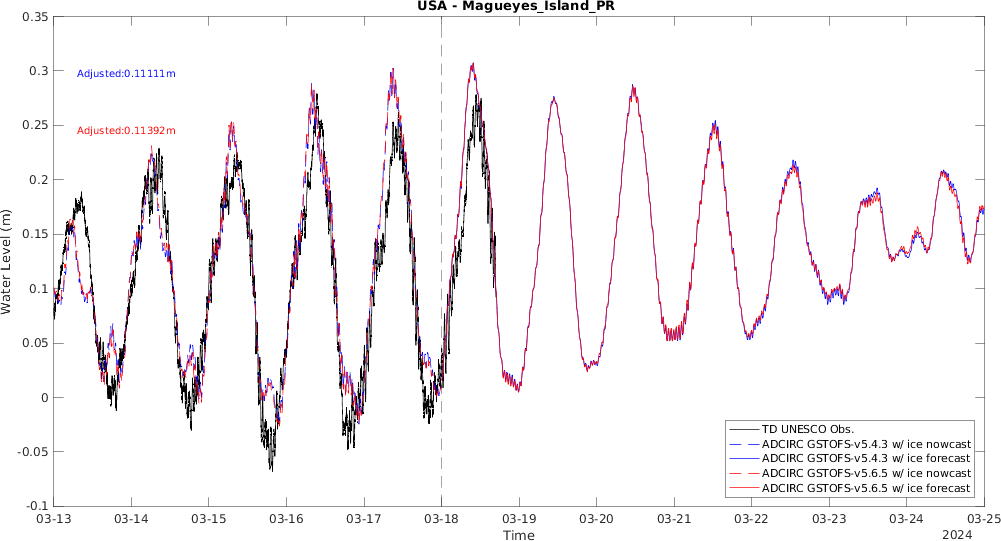 USA - Magueyes_Island_PR
0.35
0.3
0.25
0.2
0.15
0.1
0.05
0
-0.05
-0.1
Water Level (m)
Adjusted:0.11111m
Adjusted:0.11392m
TD UNESCO Obs.
ADCIRC GSTOFS-v5.4.3 w/ ice nowcast
ADCIRC GSTOFS-v5.4.3 w/ ice forecast
ADCIRC GSTOFS-v5.6.5 w/ ice nowcast
ADCIRC GSTOFS-v5.6.5 w/ ice forecast
03-13 03-14 03-15 03-16 03-17 03-18 03-19 03-20 03-21 03-22 03-23 03-24 03-25
Time
2024